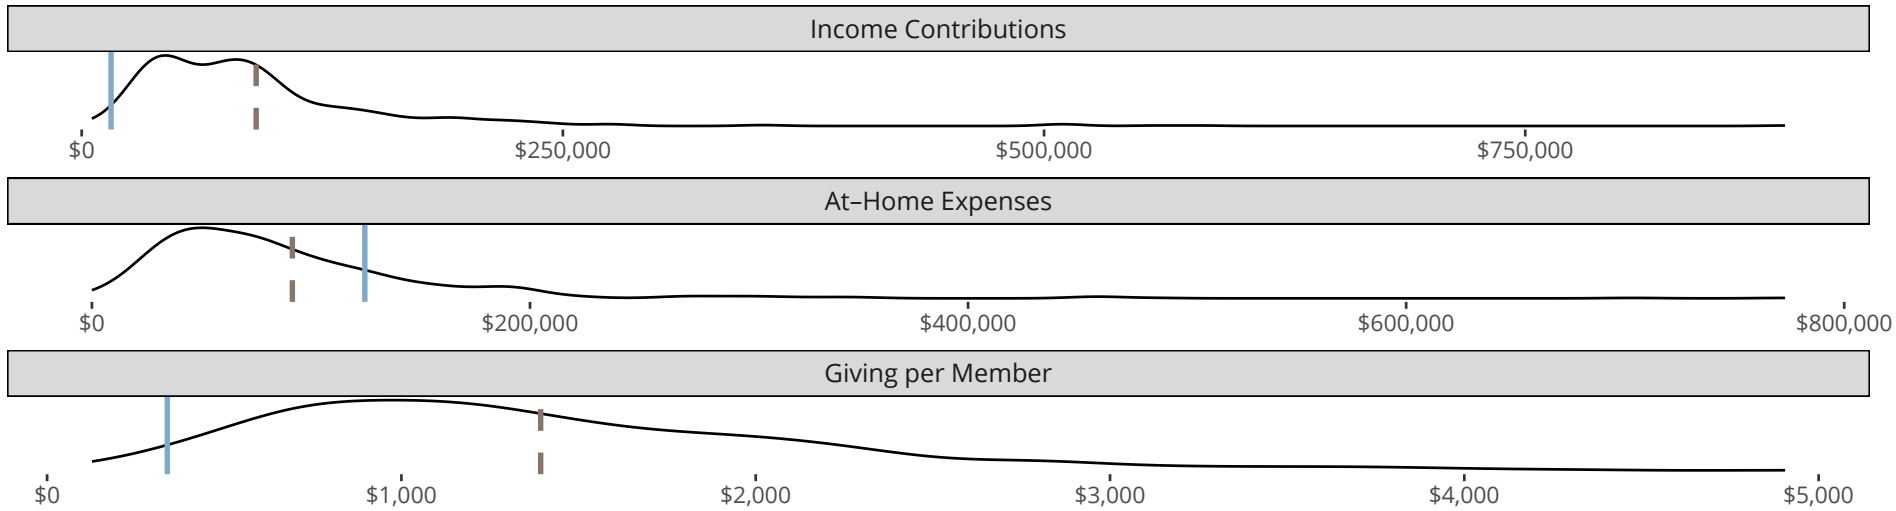 Income Contributions
$0 $250,000 $500,000 $750,000
At–Home Expenses
$0 $200,000 $400,000 $600,000 $800,000
Giving per Member
$0 $1,000 $2,000 $3,000 $4,000 $5,000